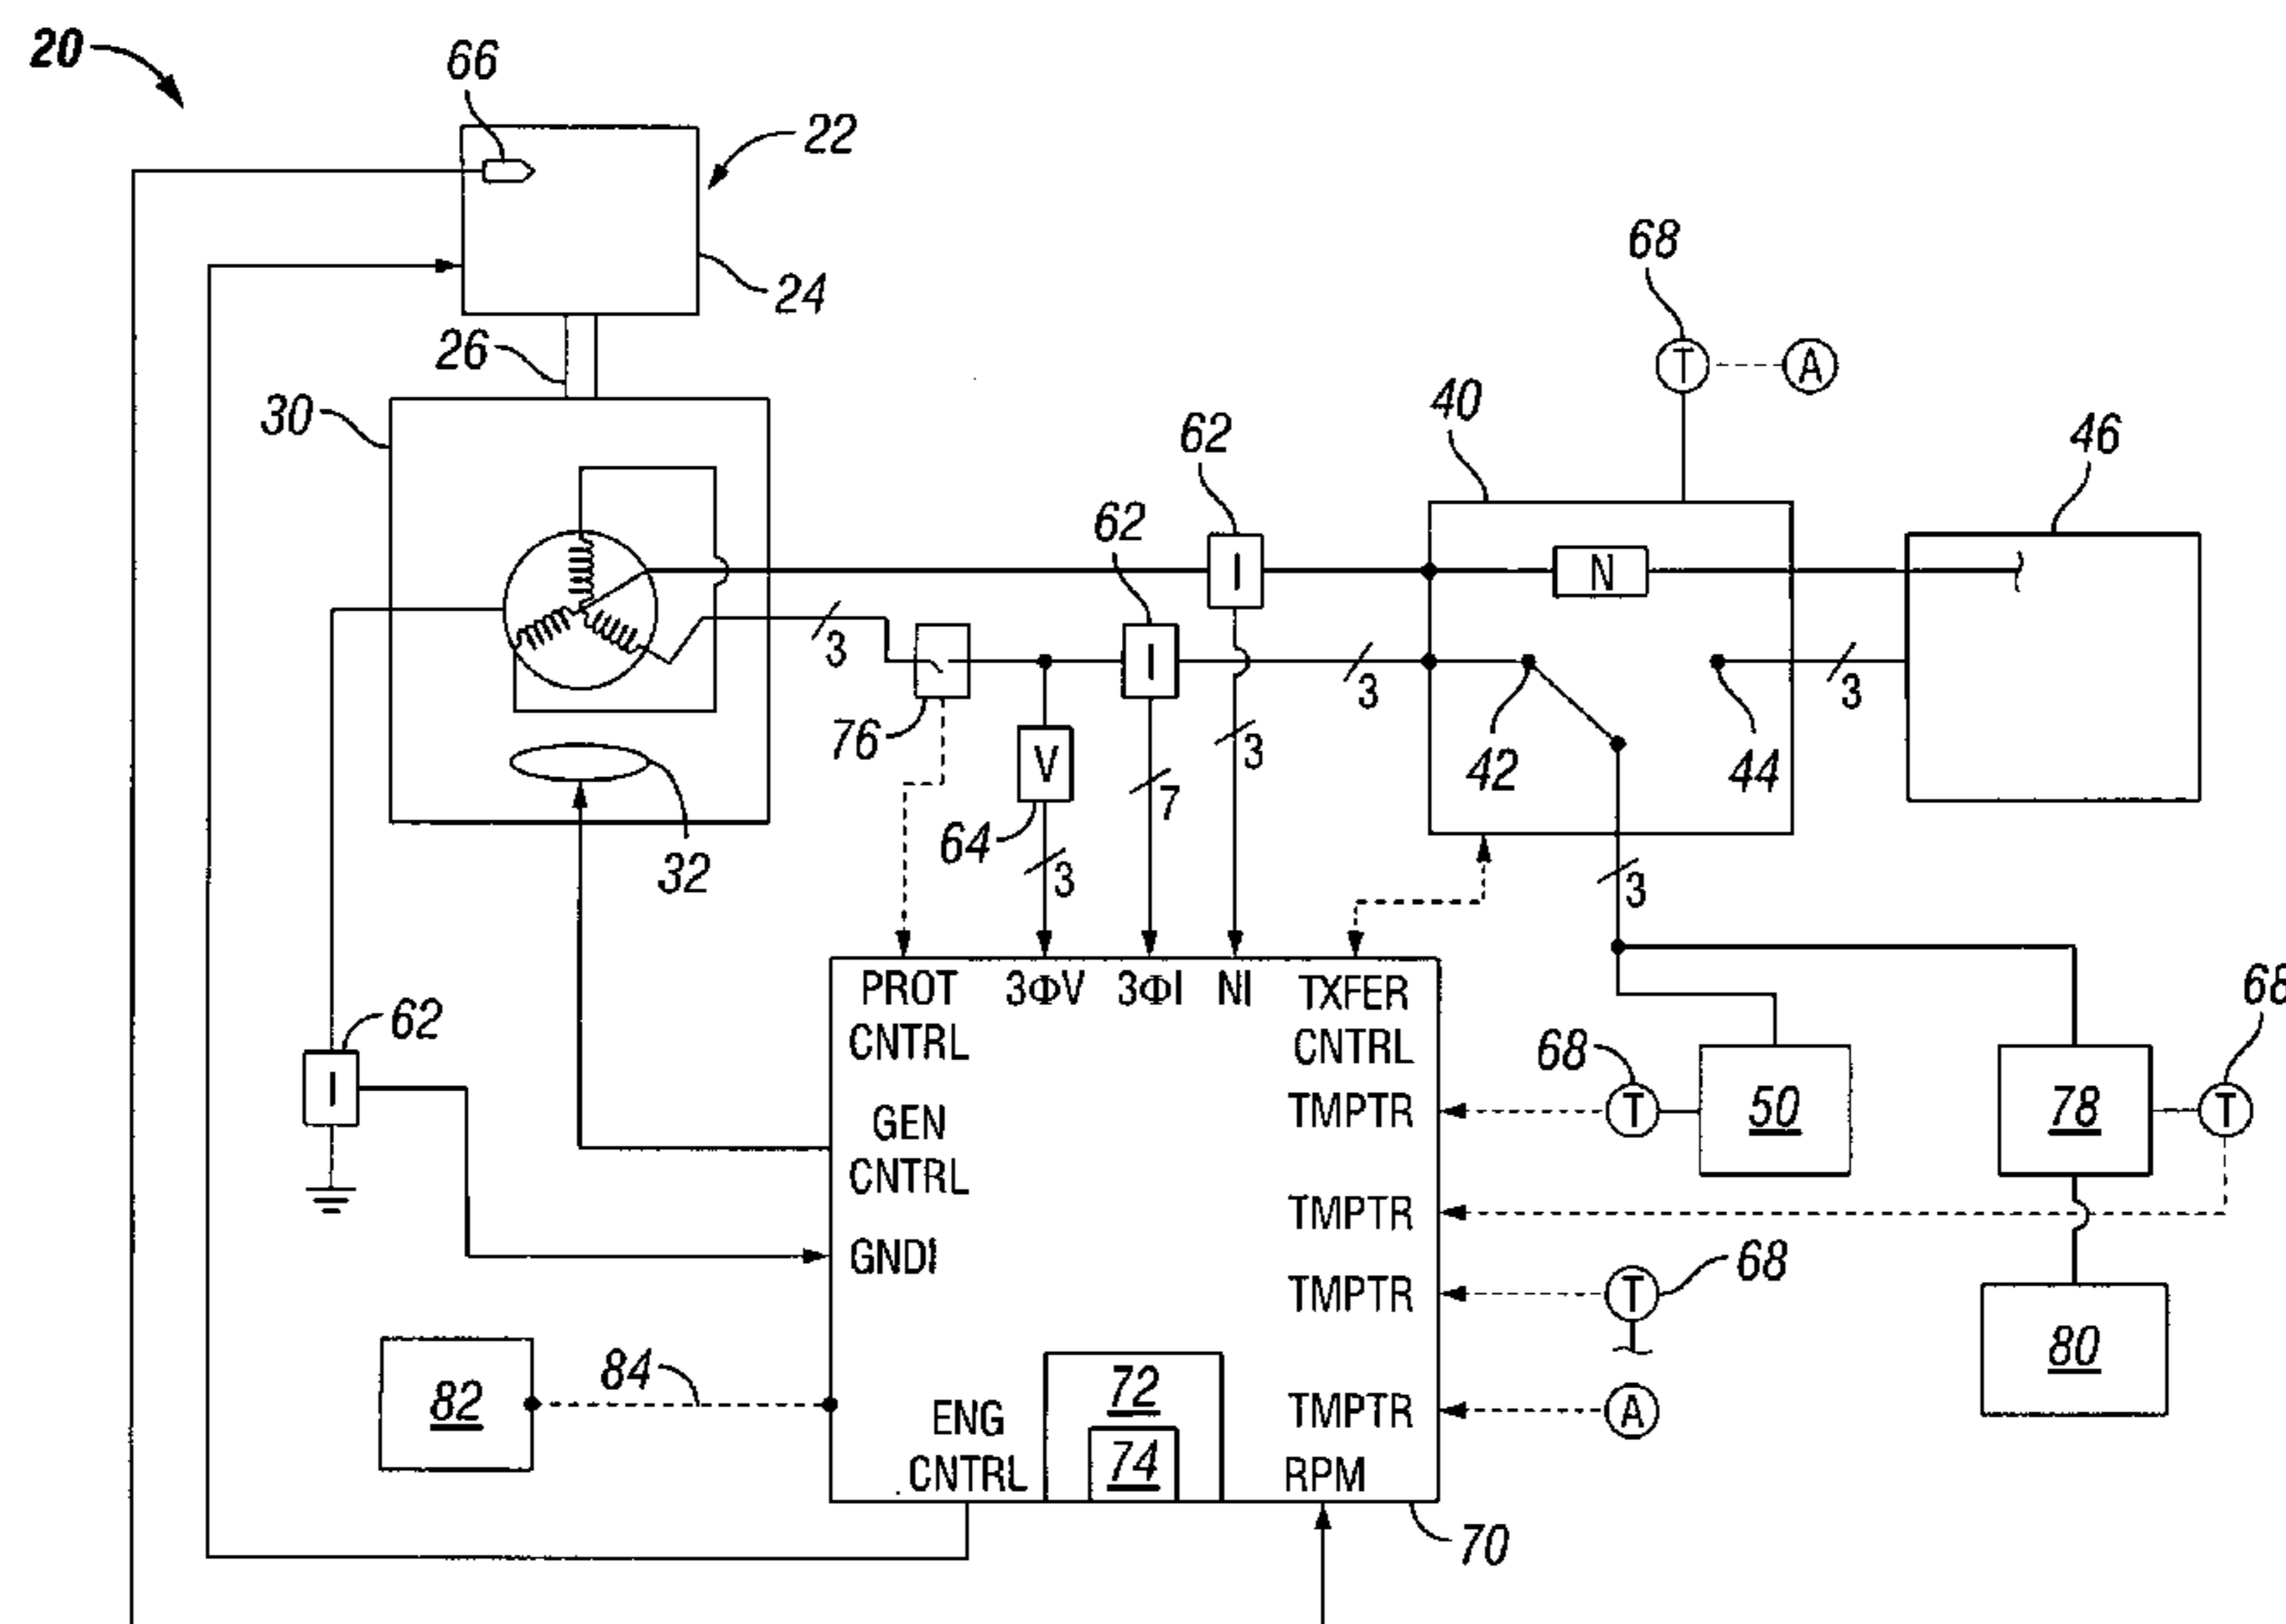 20
66
22
24
26
30
68
T
A
40
46
62
62
I
N
3
I
3
3
76
42
44
V
64
7
3
3
32
3
PROT
CNTRL
3ΦV
3ΦI
NI
TXFER
CNTRL
68
62
I
GEN
CNTRL
TMPTR
68
T
50
78
T
TMPTR
GNDI
TMPTR
T
68
80
82
84
ENG
CNTRL
72
74
TMPTR
A
RPM
70